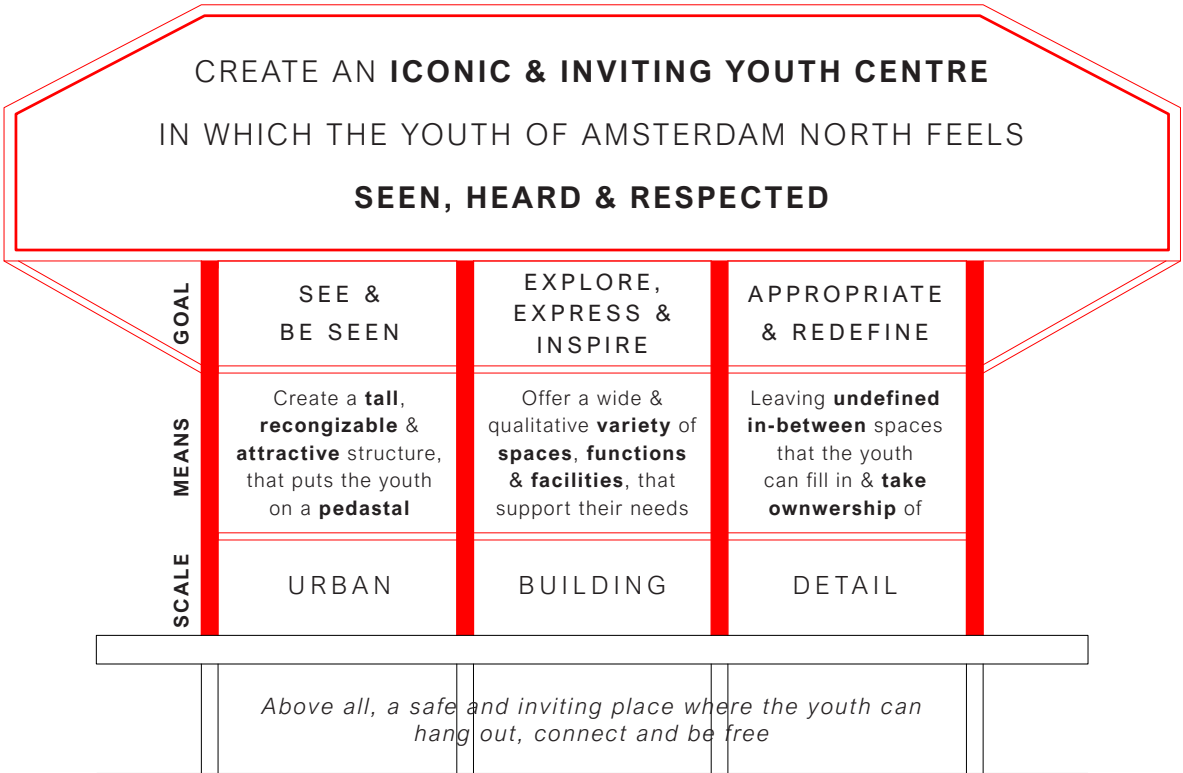 CREATE AN ICONIC & INVITING YOUTH CENTRE
IN WHICH THE YOUTH OF AMSTERDAM NORTH FEELS
SEEN, HEARD & RESPECTED
GOAL
SEE &
BE SEEN
EXPLORE,
EXPRESS &
INSPIRE
APPROPRIATE
& REDEFINE
MEANS
Create a tall,
recongizable &
attractive structure,
that puts the youth
on a pedastal
Offer a wide &
qualitative variety of
spaces, functions
& facilities, that
support their needs
Leaving undefined
in-between spaces
that the youth
can fill in & take
ownwership of
SCALE
URBAN
BUILDING
DETAIL
Above all, a safe and inviting place where the youth can
hang out, connect and be free